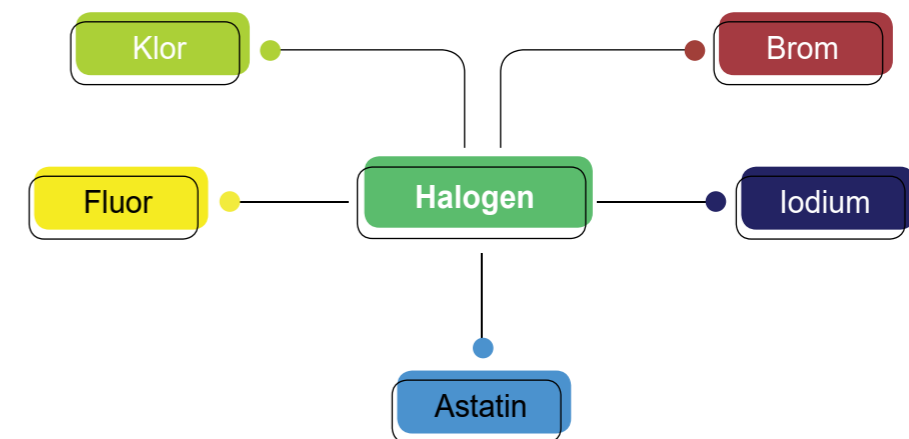 Klor
Brom
Fluor
Halogen
Iodium
Astatin